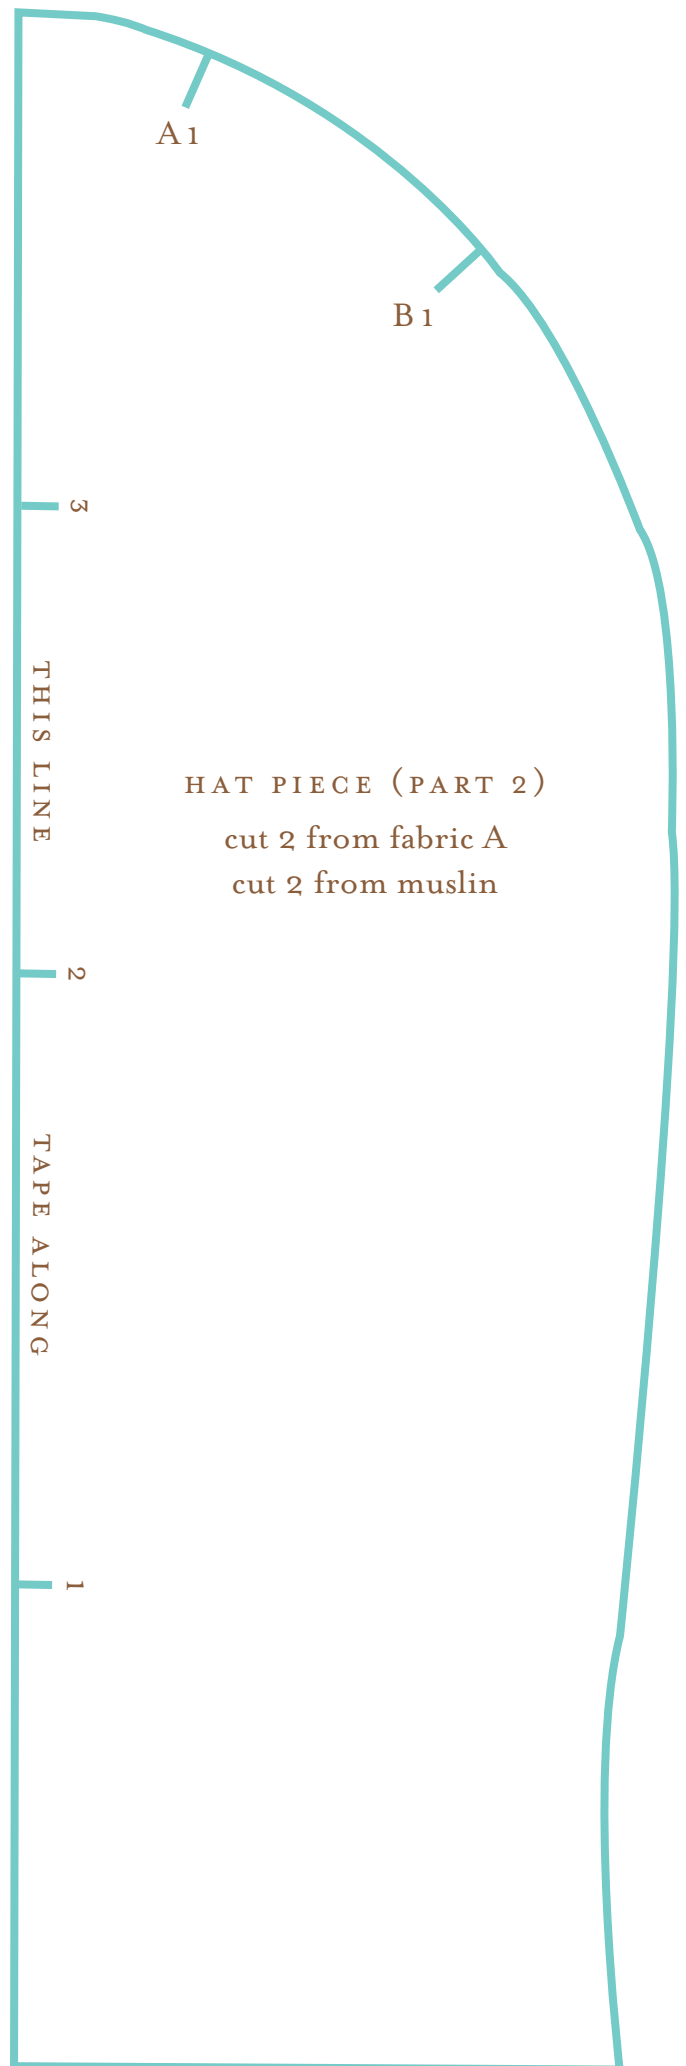 A1
B1
3
THIS LINE
HAT PIECE (PART 2)
cut 2 from fabric A
cut 2 from muslin
2
TAPE ALONG
1